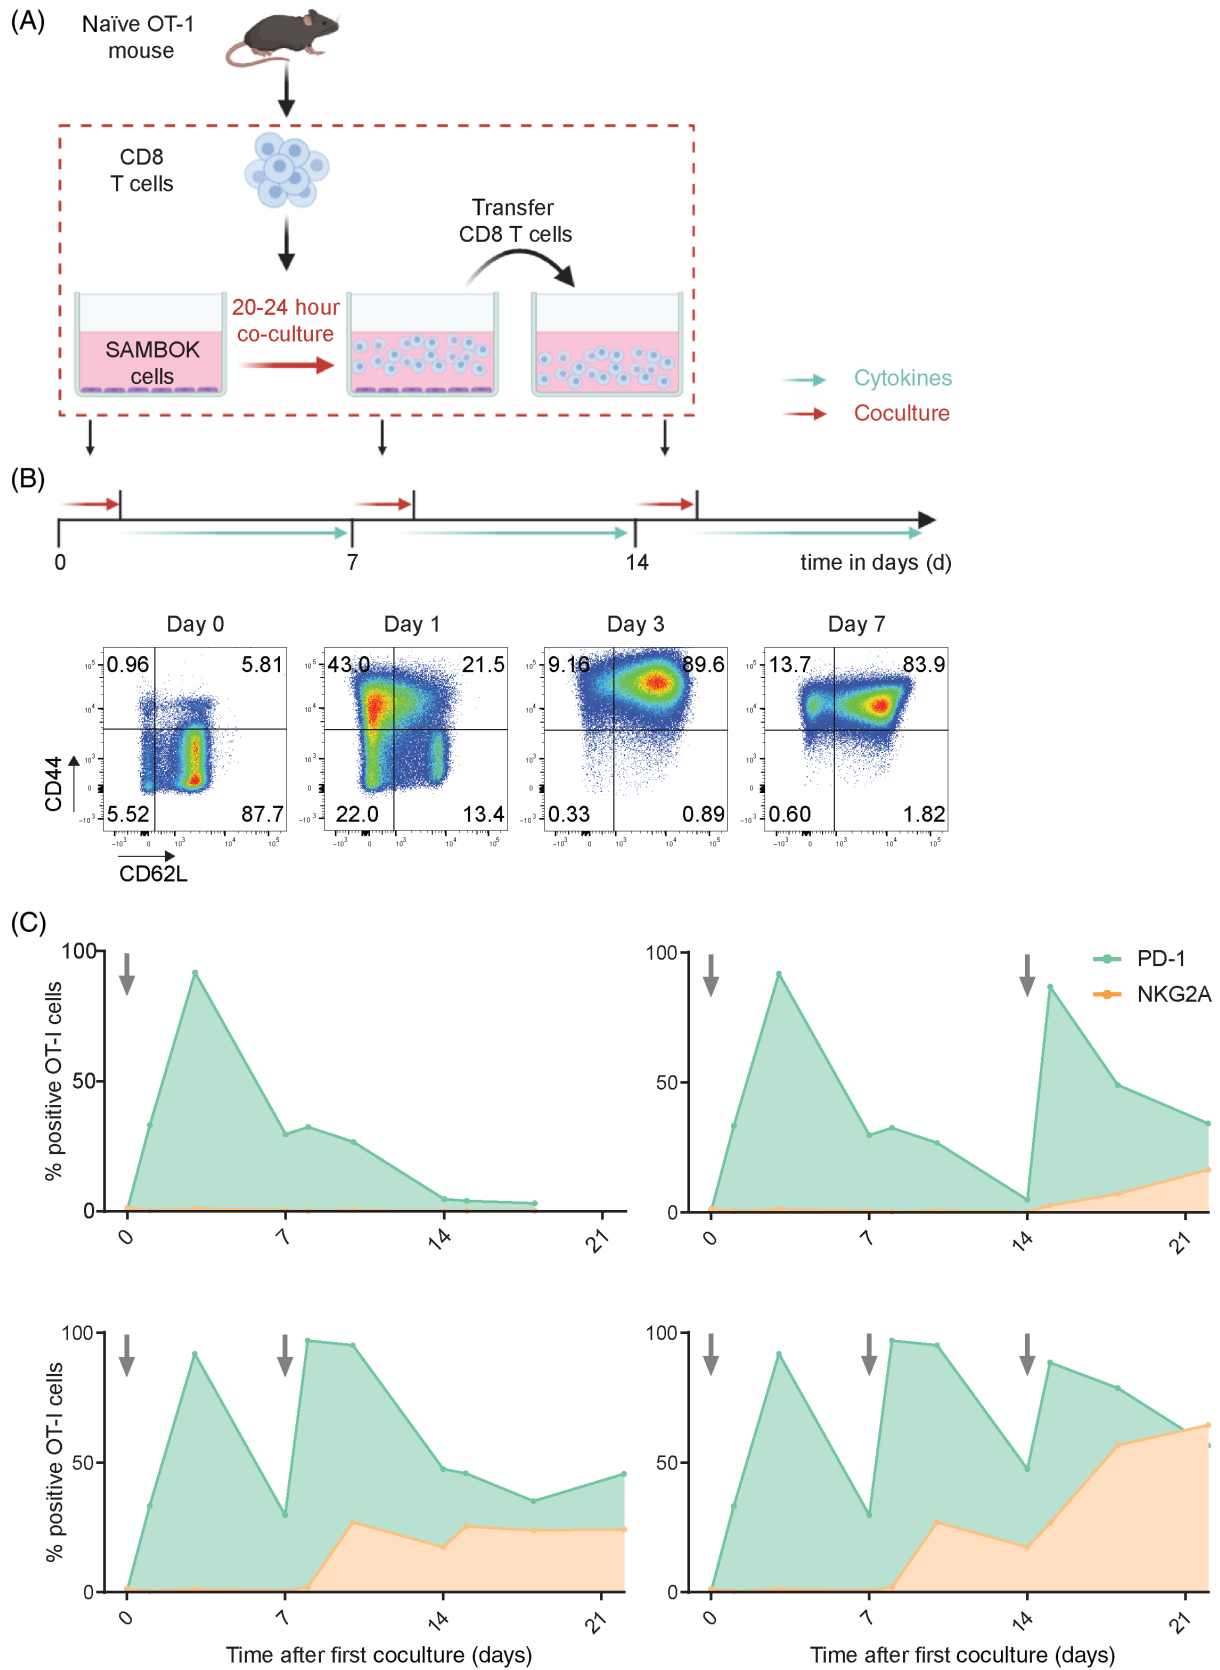 (A)
Naïve OT-1
mouse
CD8
T cells
Transfer
CD8 T cells
20-24 hour
co-culture
SAMBOK
cells
Cytokines
Coculture
(B)
0
7
14
time in days (d)
Day 0
Day 1
Day 3
Day 7
0.96
5.81
5.52
87.7
43.0
21.5
22.0
13.4
9.16
89.6
0.33
0.89
13.7
83.9
0.60
1.82
CD44
CD62L
(C)
100
50
0
% positive OT-I cells
0
7
14
21
100
50
0
0
7
14
21
PD-1
NKG2A
100
50
0
% positive OT-I cells
0
7
14
21
Time after first coculture (days)
100
50
0
0
7
14
21
Time after first coculture (days)